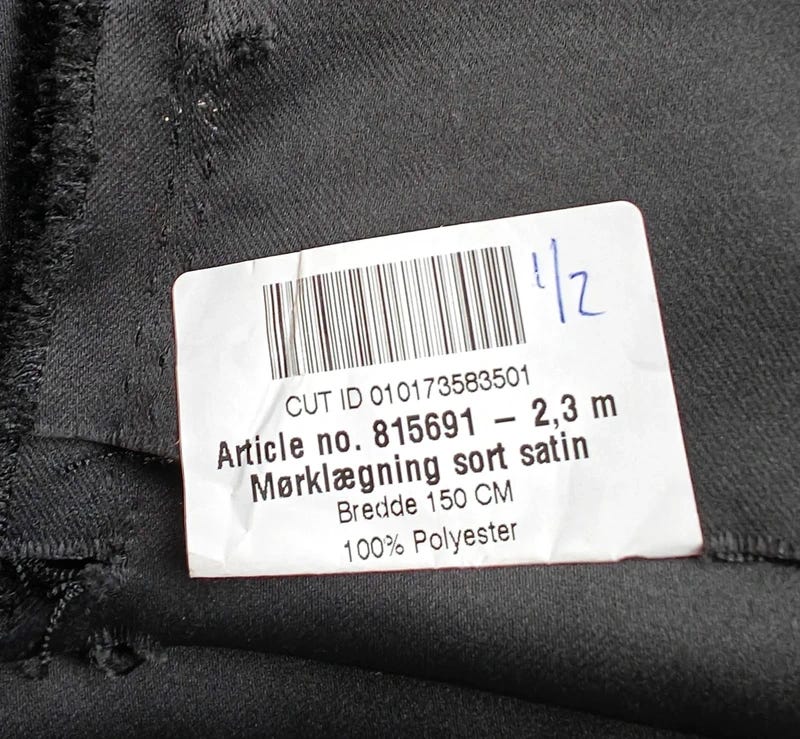 1/2
CUT ID 010173583501
Article no. 815691 – 2,3 m
Mørklægning sort satin
Bredde 150 CM
100% Polyester